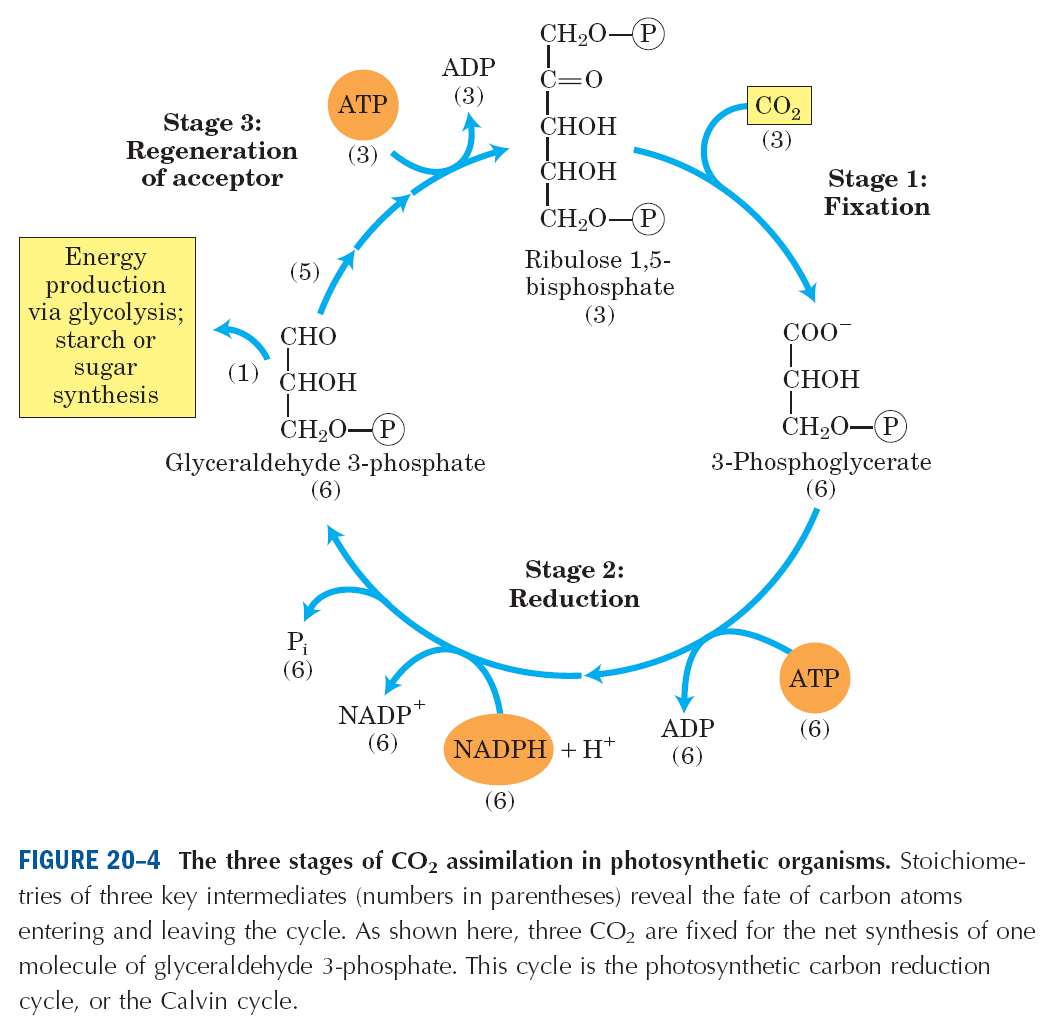 CH₂O—Ⓟ
C=O
CHOH
CHOH
CH₂O—Ⓟ
Ribulose 1,5-
bisphosphate
(3)
CO₂
(3)
Stage 1:
Fixation
COO⁻
CHOH
CH₂O—Ⓟ
3-Phosphoglycerate
(6)
ATP
(6)
ADP
(6)
Stage 2:
Reduction
NADPH + H⁺
(6)
NADP⁺
(6)
Pᵢ
(6)
CHO
CHOH
CH₂O—Ⓟ
Glyceraldehyde 3-phosphate
(6)
(1)
Energy
production
via glycolysis;
starch or
sugar
synthesis
(5)
Stage 3:
Regeneration
of acceptor
ATP
(3)
ADP
(3)
FIGURE 20–4 The three stages of CO₂ assimilation in photosynthetic organisms. Stoichiome-
tries of three key intermediates (numbers in parentheses) reveal the fate of carbon atoms
entering and leaving the cycle. As shown here, three CO₂ are fixed for the net synthesis of one
molecule of glyceraldehyde 3-phosphate. This cycle is the photosynthetic carbon reduction
cycle, or the Calvin cycle.